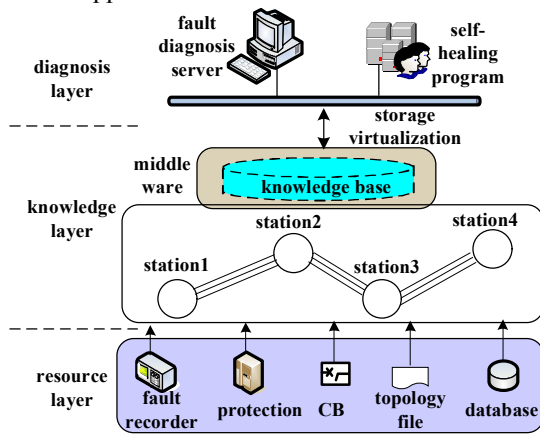 fault
diagnosis
server
self-
healing
program
diagnosis
layer
storage
virtualization
middle
ware
knowledge base
knowledge
layer
station1
station2
station3
station4
resource
layer
fault
recorder
protection
CB
topology
file
database